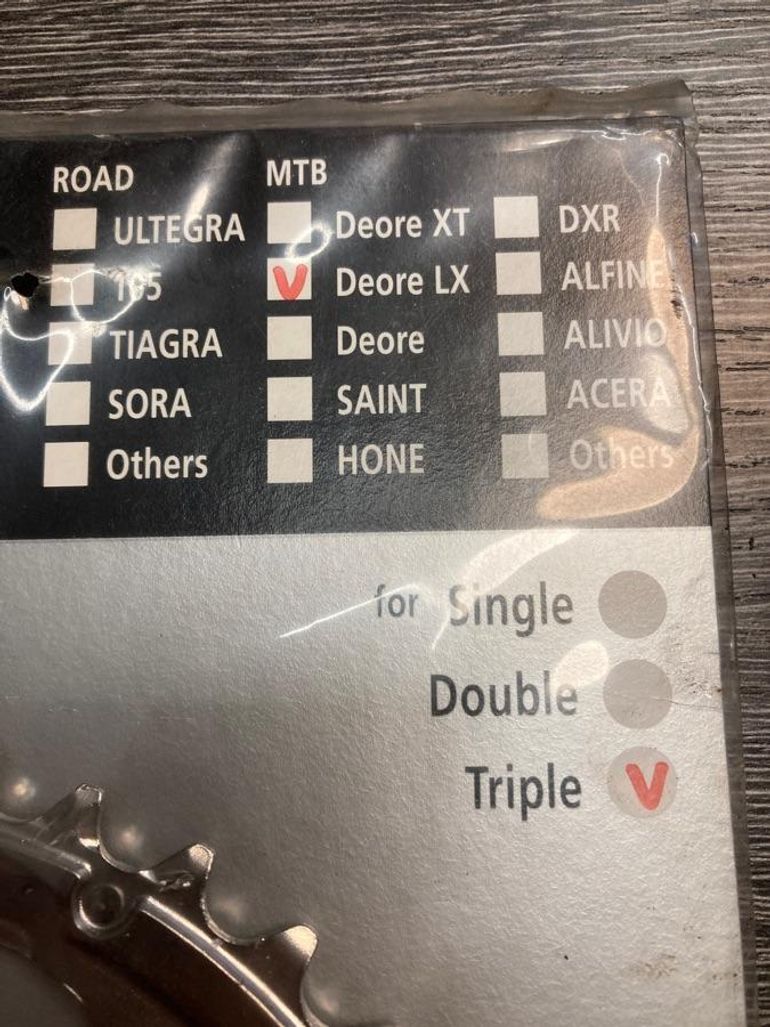 ROAD MTB
ULTEGRA Deore XT DXR
105 V Deore LX ALFINE
TIAGRA Deore ALIVIO
SORA SAINT ACERA
Others HONE Others
for Single
Double
Triple V